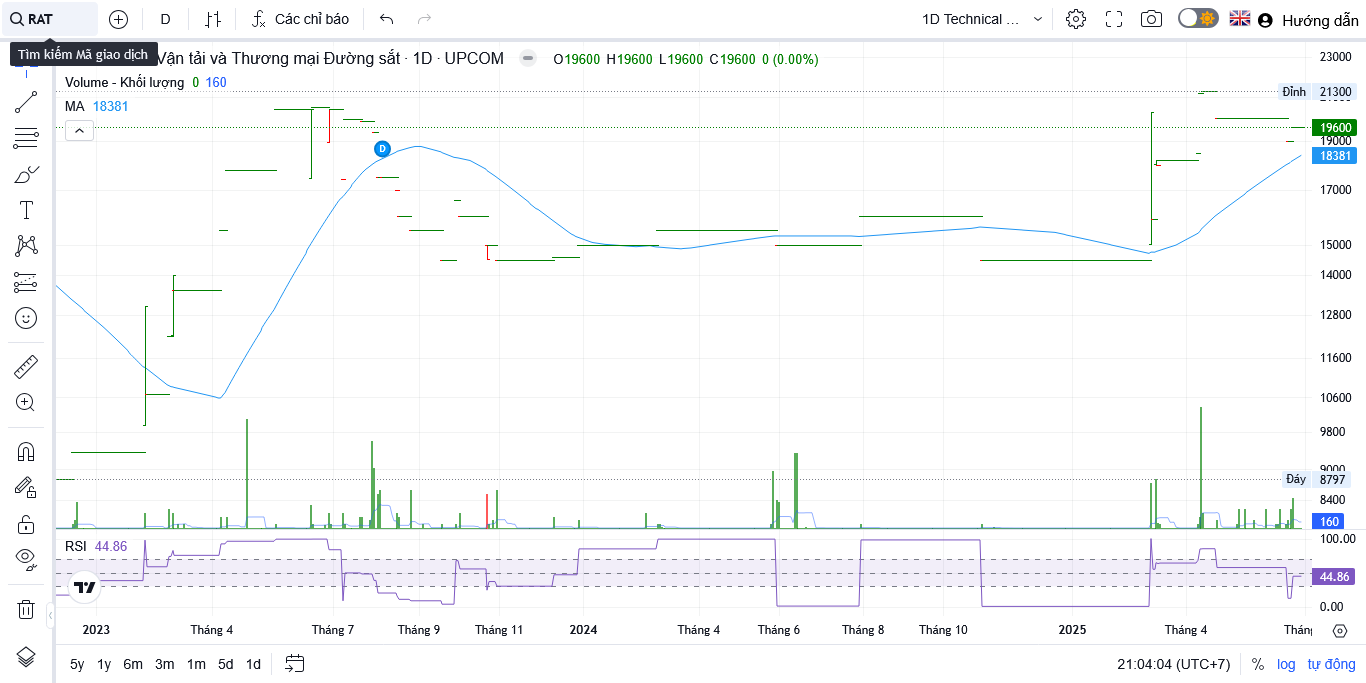 RAT D Các chỉ báo 1D Technical ... Hướng dẫn
Tìm kiếm Mã giao dịch
Vận tải và Thương mại Đường sắt · 1D · UPCOM O19600 H19600 L19600 C19600 0 (0.00%)
Volume - Khối lượng 0 160
MA 18381
23000
Đỉnh 21300
19600
19000
18381
D
17000
15000
14000
12800
11600
10600
9800
9000
Đáy 8797
8400
160
RSI 44.86
100.00
44.86
0.00
2023 Tháng 4 Tháng 7 Tháng 9 Tháng 11 2024 Tháng 4 Tháng 6 Tháng 8 Tháng 10 2025 Tháng 4 Thán
5y 1y 6m 3m 1m 5d 1d 21:04:04 (UTC+7) % log tự động